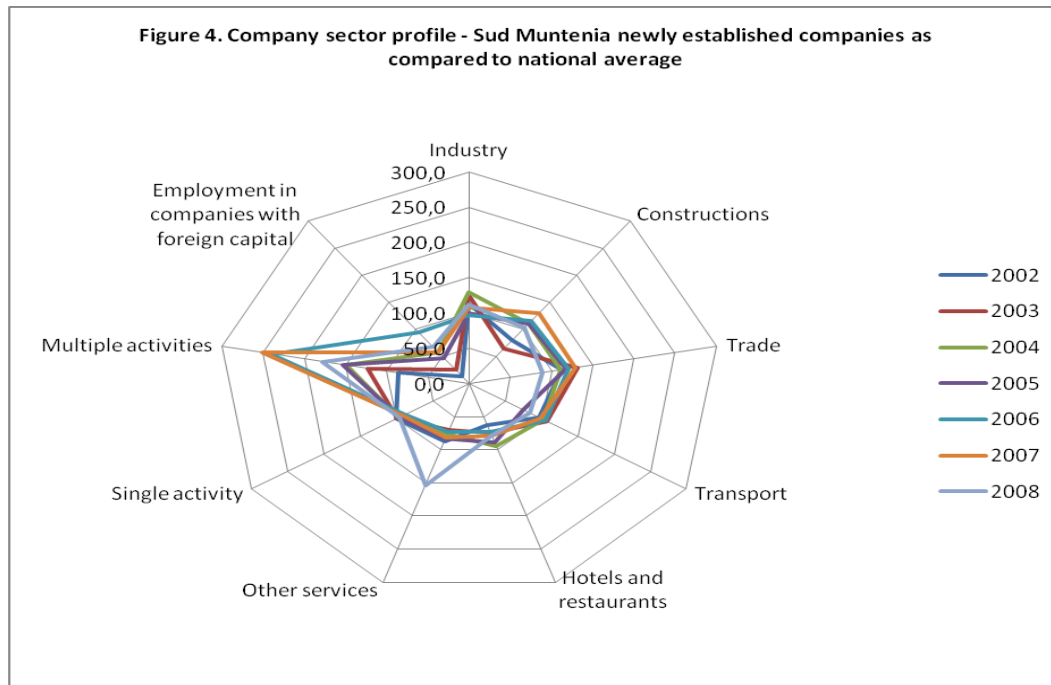 Figure 4. Company sector profile - Sud Muntenia newly established companies as
compared to national average
Industry
300,0
250,0
200,0
150,0
100,0
50,0
0,0
Employment in
companies with
foreign capital
Constructions
Multiple activities
Trade
Single activity
Transport
Other services
Hotels and
restaurants
2002
2003
2004
2005
2006
2007
2008